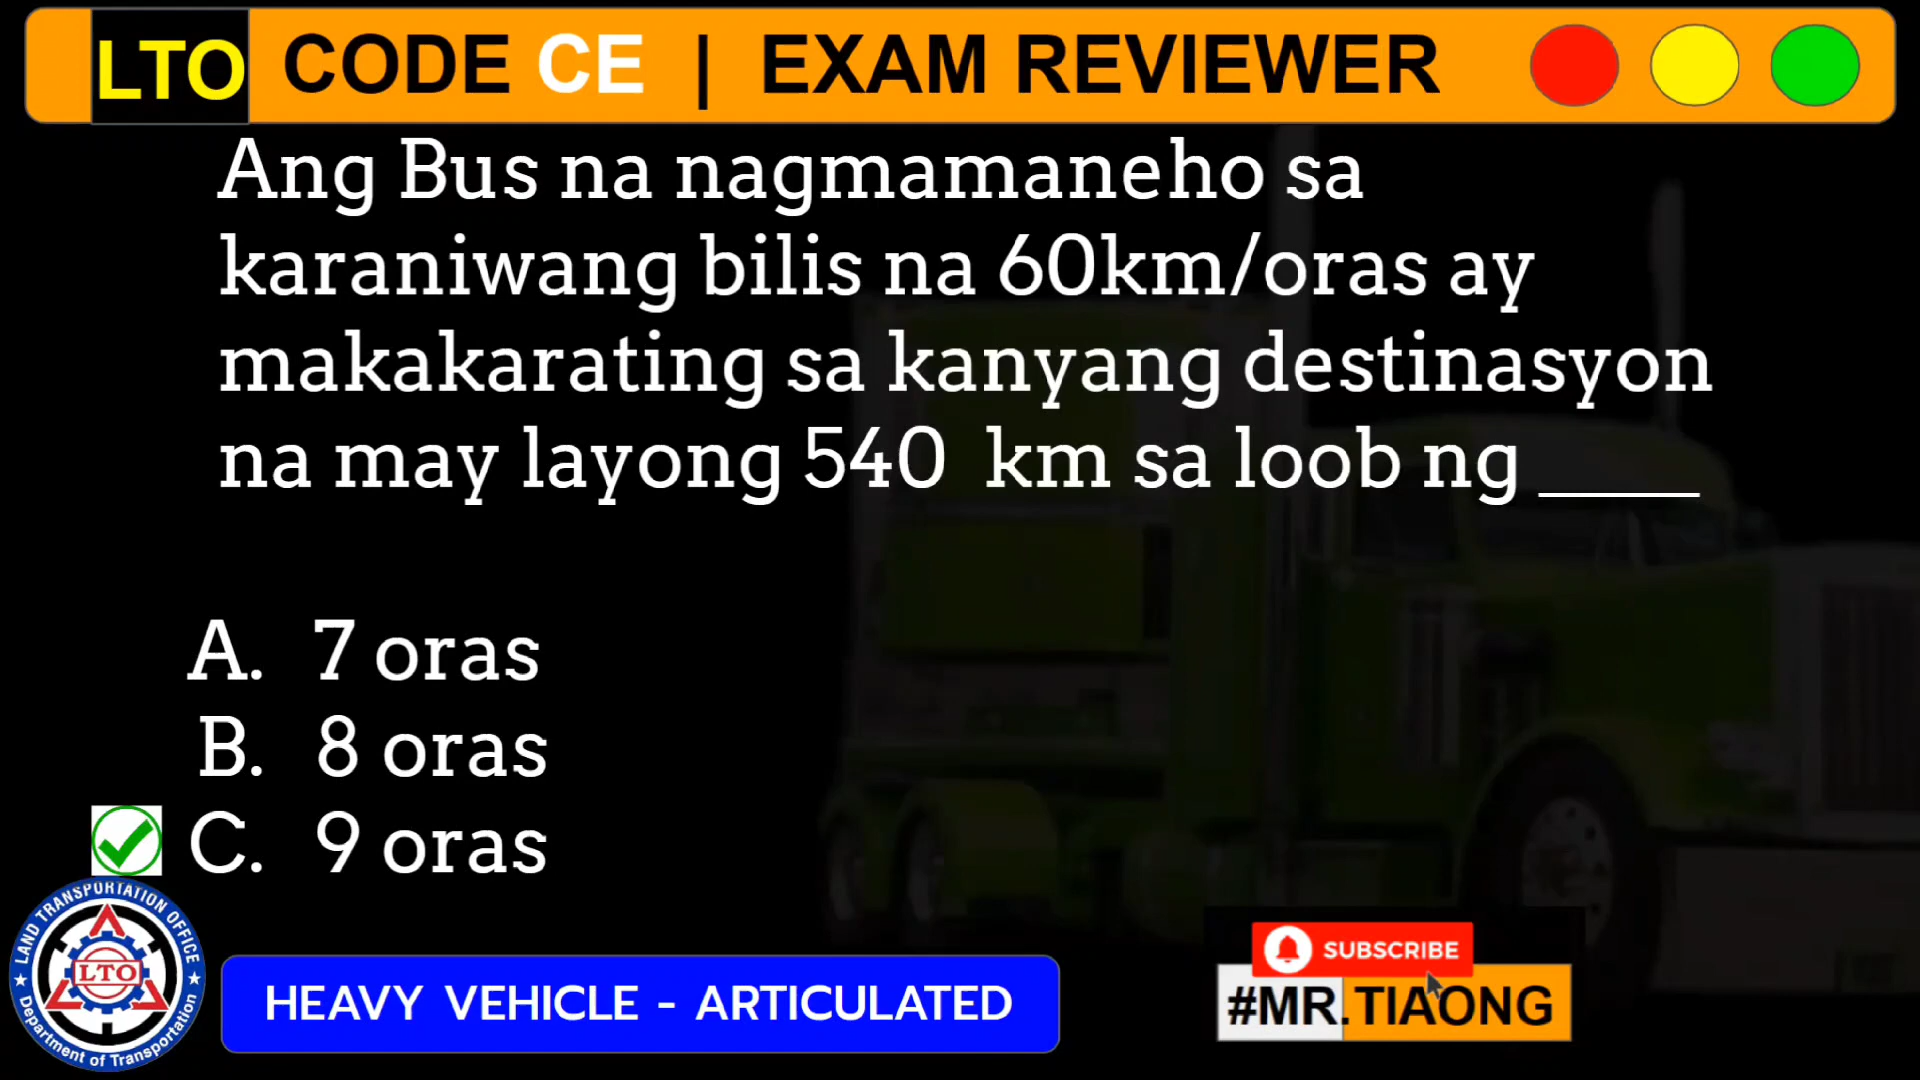 LTO CODE CE | EXAM REVIEWER
Ang Bus na nagmamaneho sa
karaniwang bilis na 60km/oras ay
makakarating sa kanyang destinasyon
na may layong 540 km sa loob ng _____
A. 7 oras
B. 8 oras
C. 9 oras
LAND TRANSPORTATION OFFICE
LTO
Department of Transportation
HEAVY VEHICLE - ARTICULATED
SUBSCRIBE
#MR.TIAONG